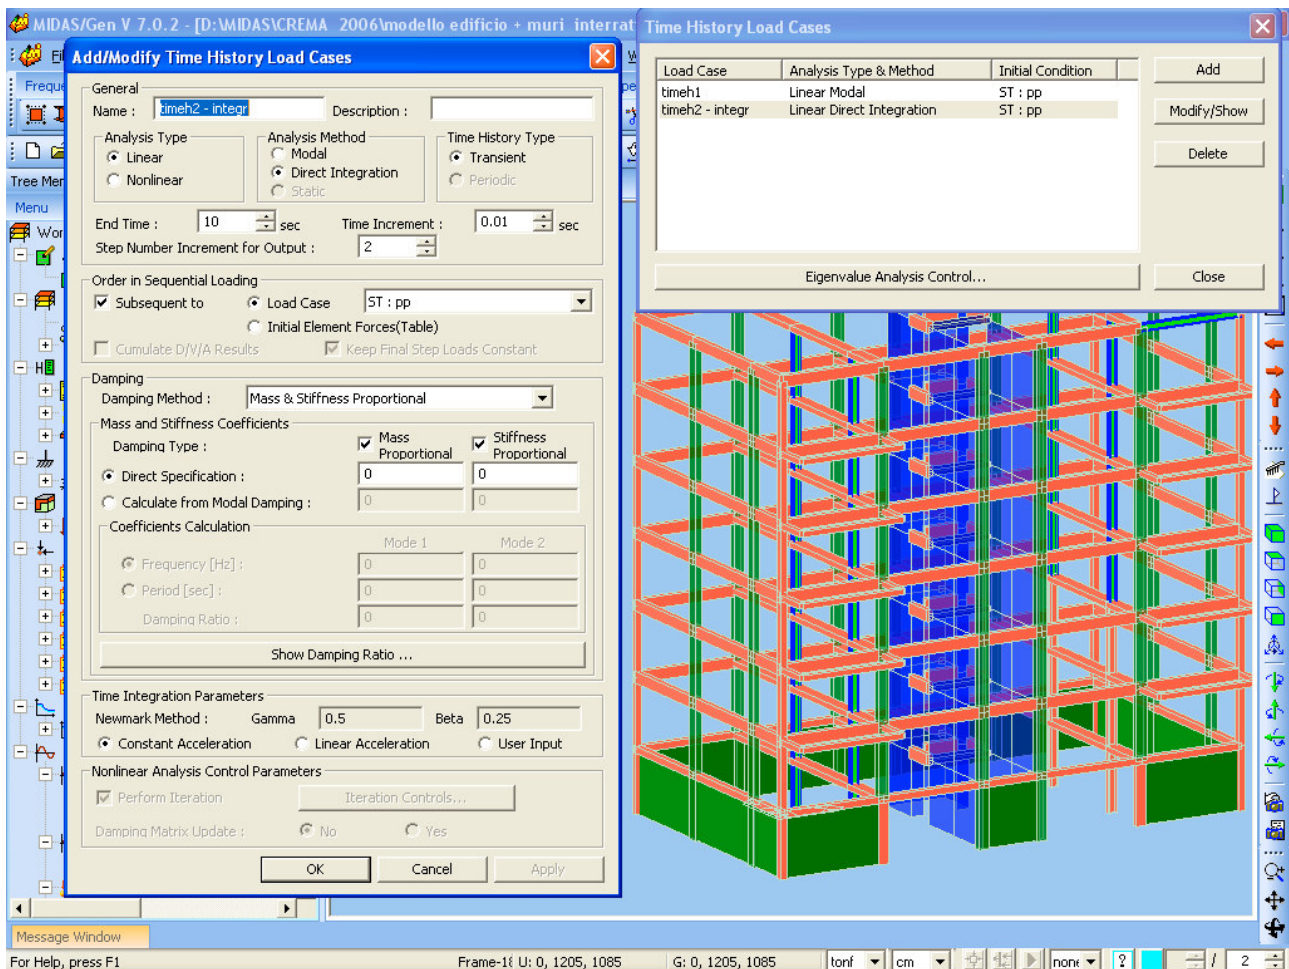 MIDAS/Gen V 7.0.2 - [D:\MIDAS\CREMA_2006\modello edificio + muri_interrat
Add/Modify Time History Load Cases
General
Name : timeh2 - integr Description :
Analysis Type Analysis Method Time History Type
Linear Modal Transient
Nonlinear Direct Integration Periodic
Static
End Time : 10 sec Time Increment : 0.01 sec
Step Number Increment for Output : 2
Order in Sequential Loading
Subsequent to Load Case ST : pp
Initial Element Forces(Table)
Cumulate D/V/A Results Keep Final Step Loads Constant
Damping
Damping Method : Mass & Stiffness Proportional
Mass and Stiffness Coefficients
Damping Type : Mass Proportional Stiffness Proportional
Direct Specification : 0 0
Calculate from Modal Damping : 0 0
Coefficients Calculation
Mode 1 Mode 2
Frequency [Hz] : 0 0
Period [sec] : 0 0
Damping Ratio : 0 0
Show Damping Ratio ...
Time Integration Parameters
Newmark Method : Gamma 0.5 Beta 0.25
Constant Acceleration Linear Acceleration User Input
Nonlinear Analysis Control Parameters
Perform Iteration Iteration Controls...
Damping Matrix Update : No Yes
OK Cancel Apply
Time History Load Cases
Load Case Analysis Type & Method Initial Condition
timeh1 Linear Modal ST : pp
timeh2 - integr Linear Direct Integration ST : pp
Add
Modify/Show
Delete
Eigenvalue Analysis Control... Close
Freque
Tree Mer
Menu
Wor
Message Window
For Help, press F1 Frame-18 U: 0, 1205, 1085 G: 0, 1205, 1085 tonf cm none ? / 2